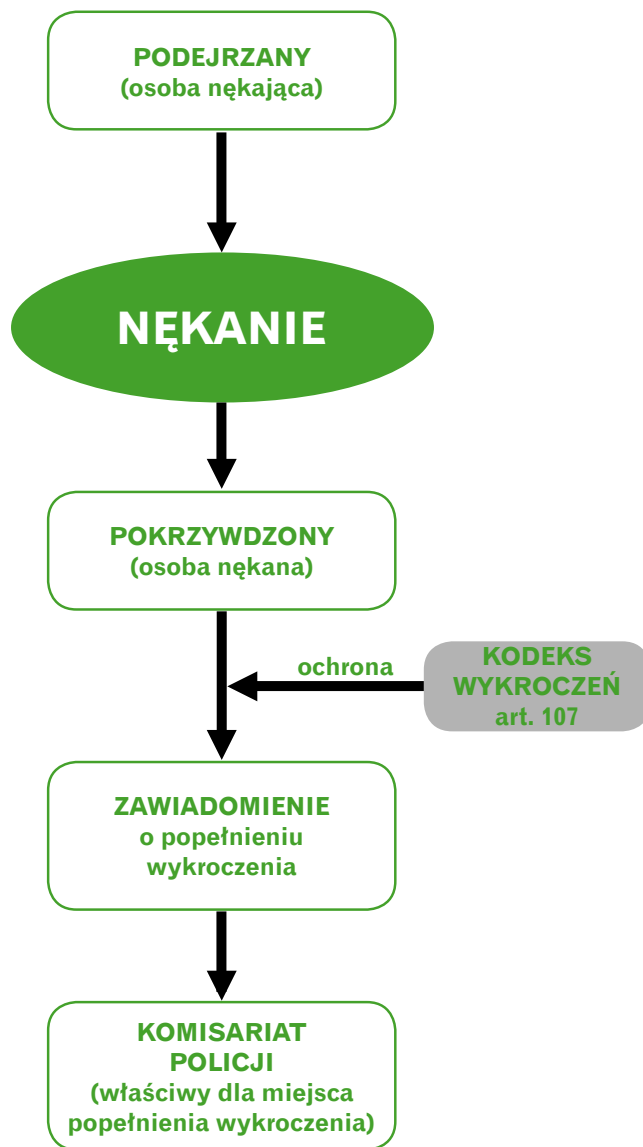 PODEJRZANY
(osoba nękająca)
NĘKANIE
POKRZYWDZONY
(osoba nękana)
ochrona
KODEKS
WYKROCZEŃ
art. 107
ZAWIADOMIENIE
o popełnieniu
wykroczenia
KOMISARIAT
POLICJI
(właściwy dla miejsca
popełnienia wykroczenia)